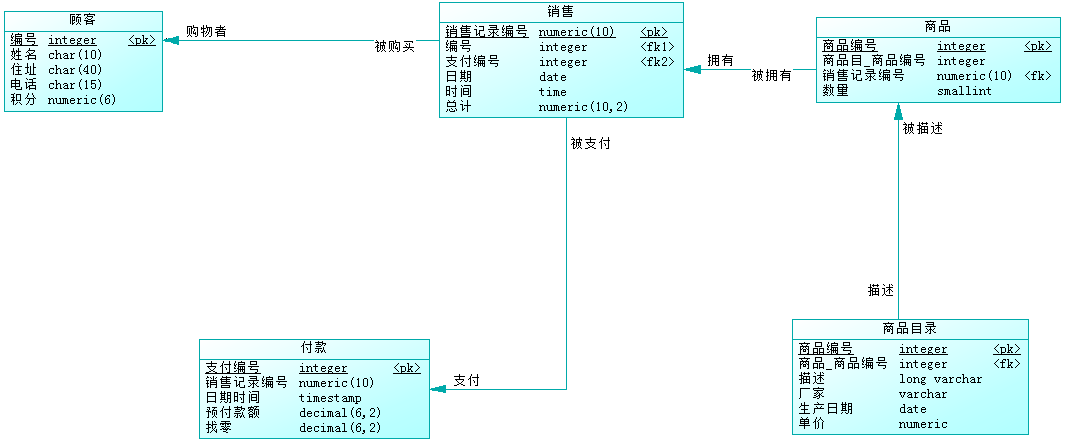 顾客
编号 integer <pk>
姓名 char(10)
住址 char(40)
电话 char(15)
积分 numeric(6)
购物者
被购买
销售
销售记录编号 numeric(10) <pk>
编号 integer <fk1>
支付编号 integer <fk2>
日期 date
时间 time
总计 numeric(10,2)
拥有
被拥有
商品
商品编号 integer <pk>
商品目_商品编号 integer
销售记录编号 numeric(10) <fk>
数量 smallint
被描述
描述
被支付
支付
付款
支付编号 integer <pk>
销售记录编号 numeric(10)
日期时间 timestamp
预付款额 decimal(6,2)
找零 decimal(6,2)
商品目录
商品编号 integer <pk>
商品_商品编号 integer <fk>
描述 long varchar
厂家 varchar
生产日期 date
单价 numeric